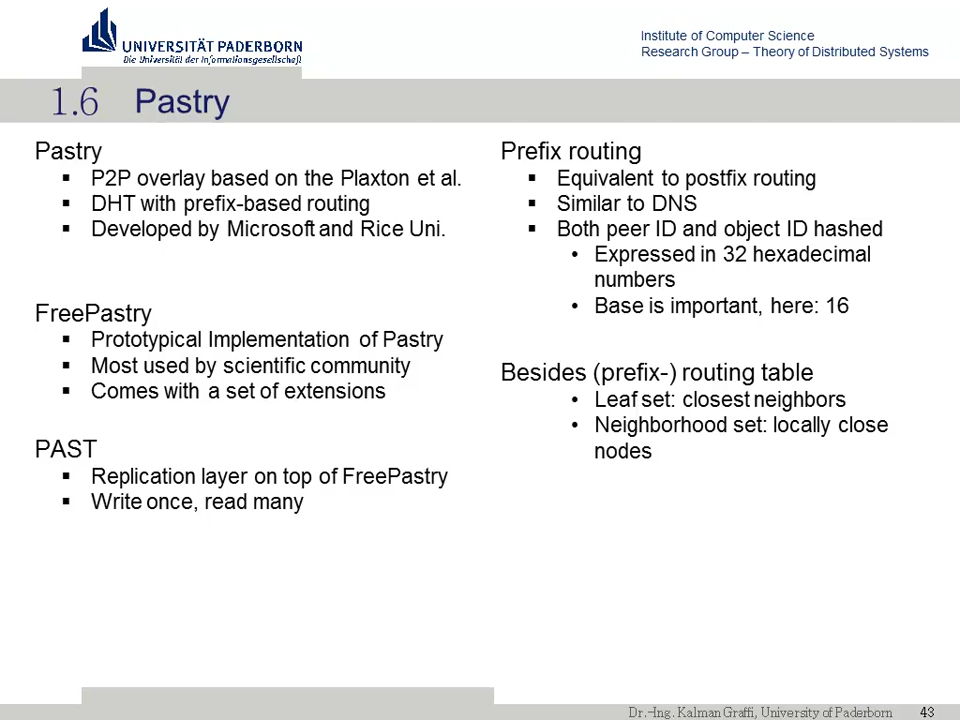 UNIVERSITÄT PADERBORN
Die Universität der Informationsgesellschaft
Institute of Computer Science
Research Group – Theory of Distributed Systems
1.6 Pastry
Pastry
▪ P2P overlay based on the Plaxton et al.
▪ DHT with prefix-based routing
▪ Developed by Microsoft and Rice Uni.
FreePastry
▪ Prototypical Implementation of Pastry
▪ Most used by scientific community
▪ Comes with a set of extensions
PAST
▪ Replication layer on top of FreePastry
▪ Write once, read many
Prefix routing
▪ Equivalent to postfix routing
▪ Similar to DNS
▪ Both peer ID and object ID hashed
• Expressed in 32 hexadecimal
numbers
• Base is important, here: 16
Besides (prefix-) routing table
• Leaf set: closest neighbors
• Neighborhood set: locally close
nodes
Dr.-Ing. Kalman Graffi, University of Paderborn 43